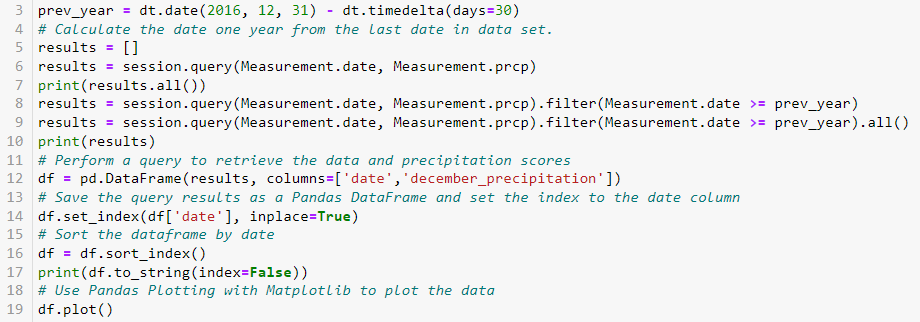 3 prev_year = dt.date(2016, 12, 31) - dt.timedelta(days=30)
4 # Calculate the date one year from the last date in data set.
5 results = []
6 results = session.query(Measurement.date, Measurement.prcp)
7 print(results.all())
8 results = session.query(Measurement.date, Measurement.prcp).filter(Measurement.date >= prev_year)
9 results = session.query(Measurement.date, Measurement.prcp).filter(Measurement.date >= prev_year).all()
10 print(results)
11 # Perform a query to retrieve the data and precipitation scores
12 df = pd.DataFrame(results, columns=['date','december_precipitation'])
13 # Save the query results as a Pandas DataFrame and set the index to the date column
14 df.set_index(df['date'], inplace=True)
15 # Sort the dataframe by date
16 df = df.sort_index()
17 print(df.to_string(index=False))
18 # Use Pandas Plotting with Matplotlib to plot the data
19 df.plot()